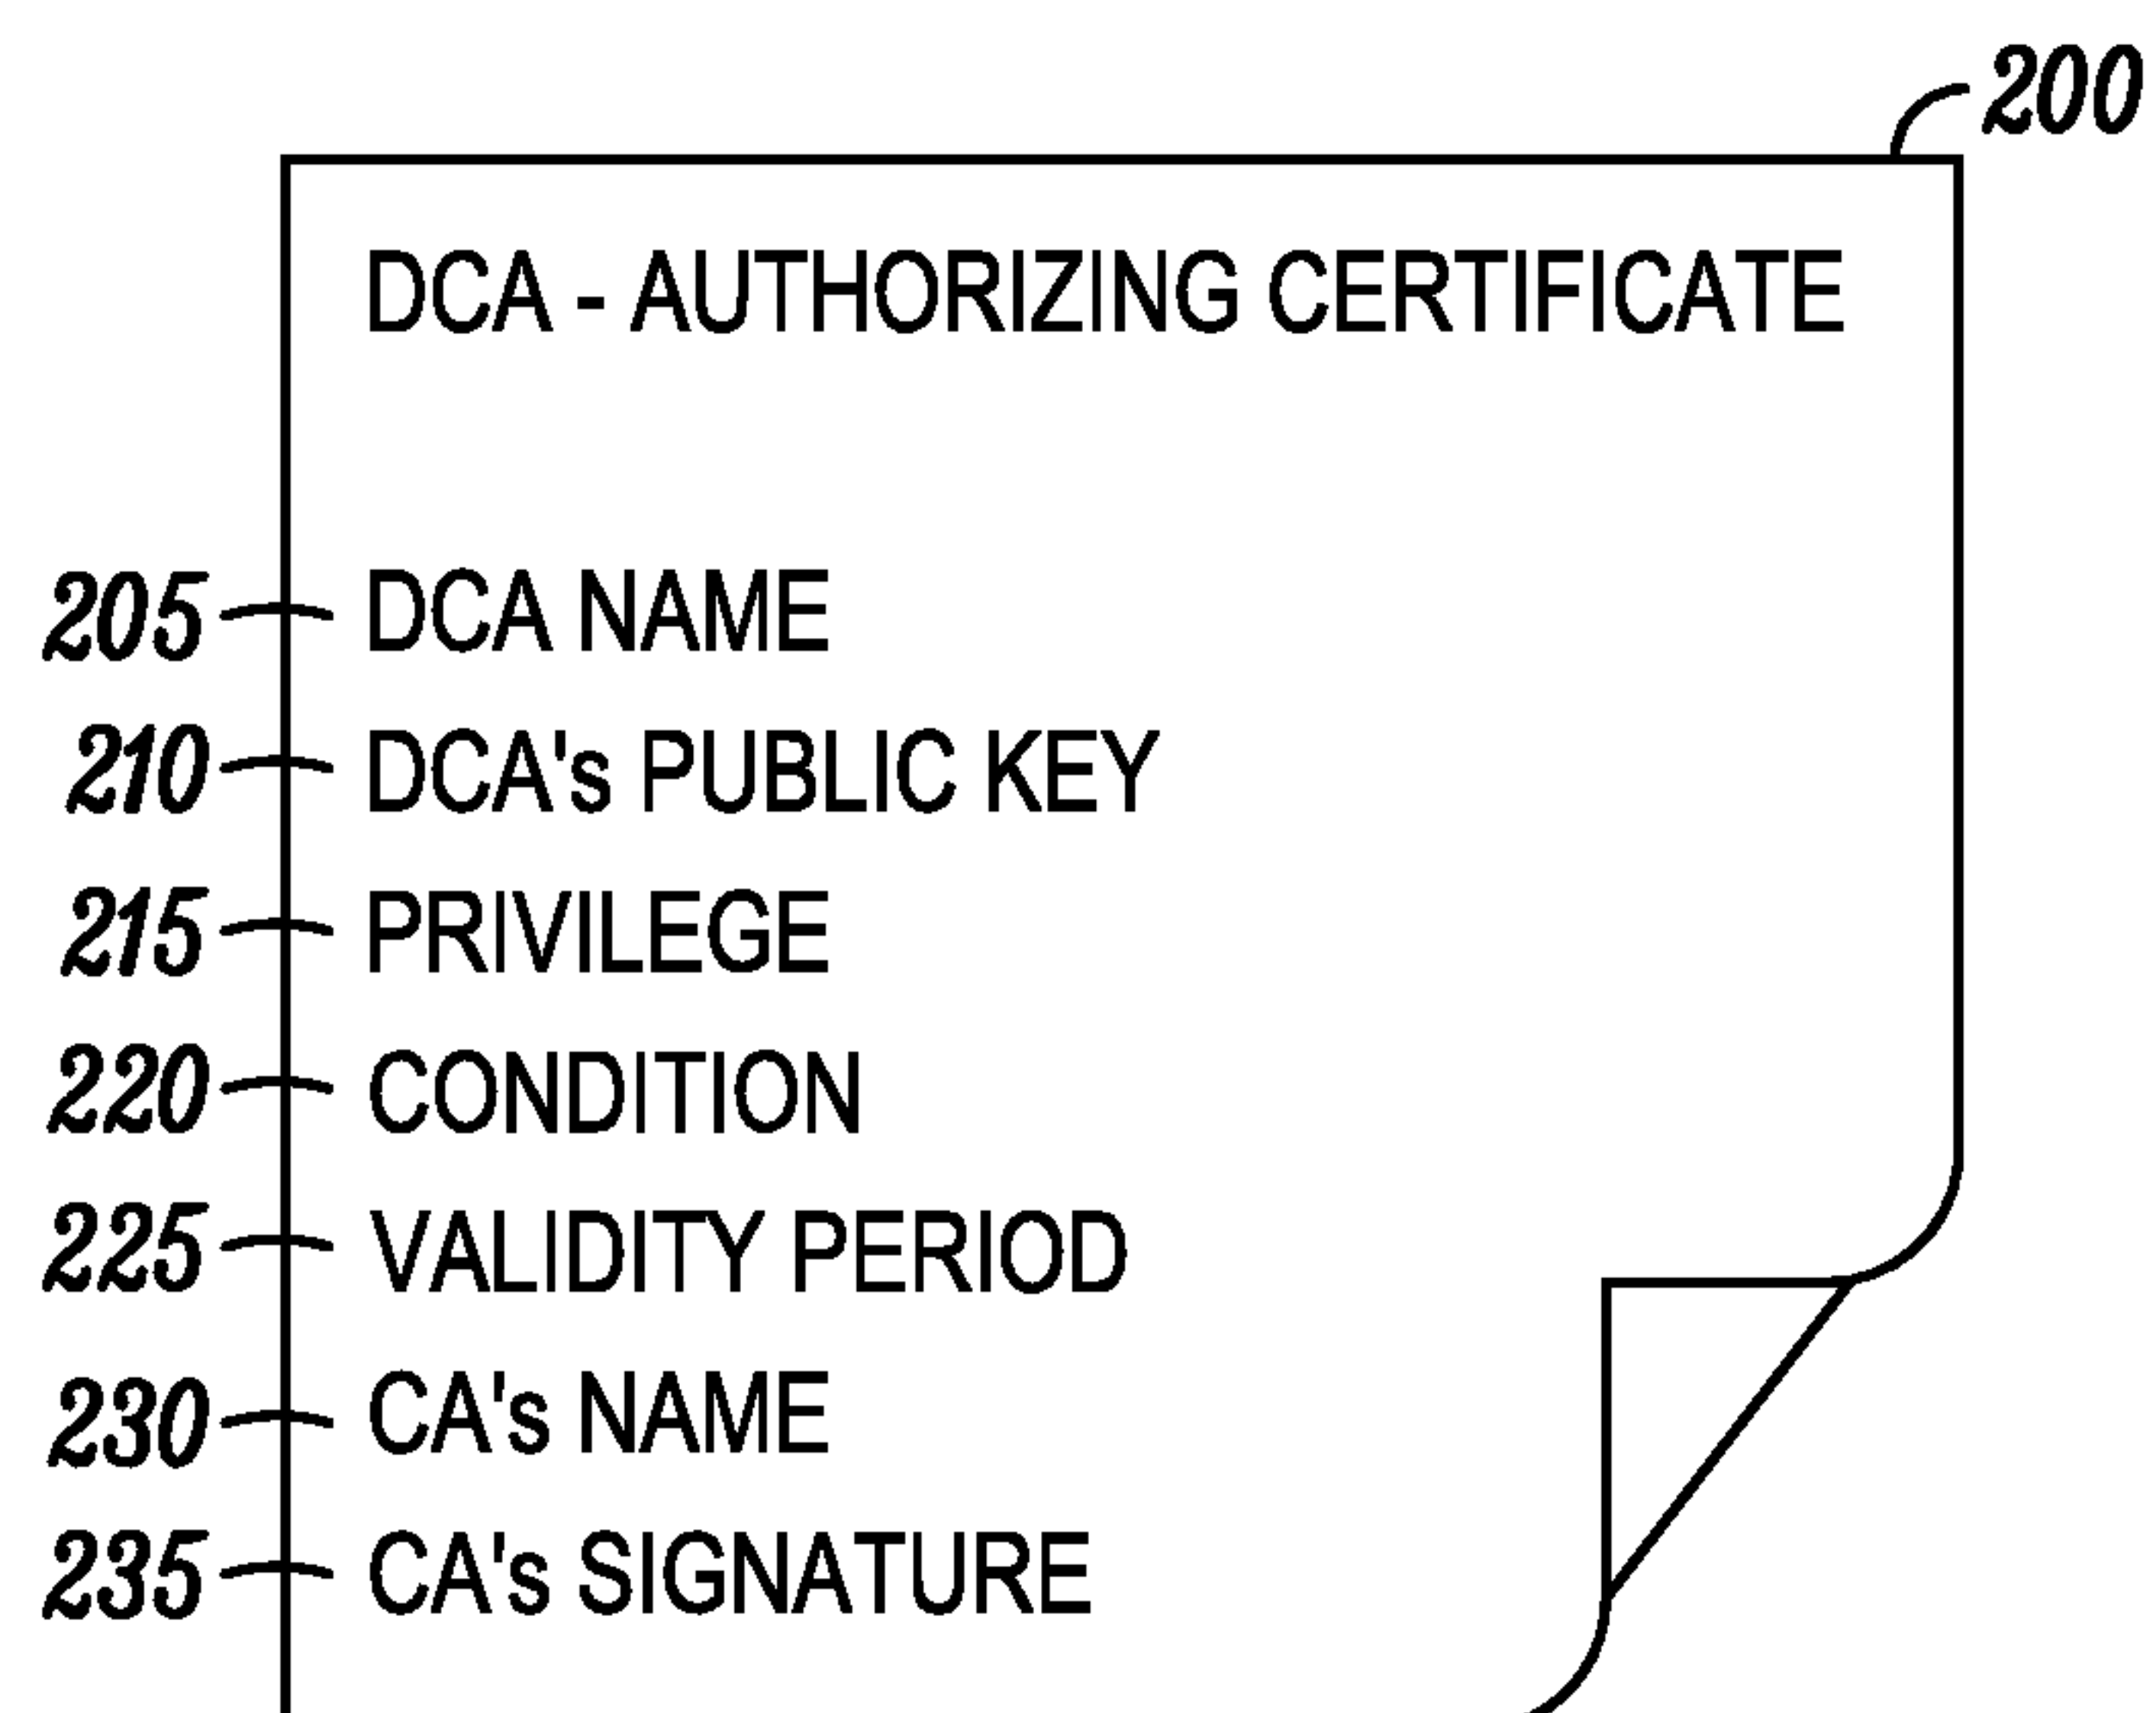 200
DCA - AUTHORIZING CERTIFICATE
205 DCA NAME
210 DCA's PUBLIC KEY
215 PRIVILEGE
220 CONDITION
225 VALIDITY PERIOD
230 CA's NAME
235 CA's SIGNATURE